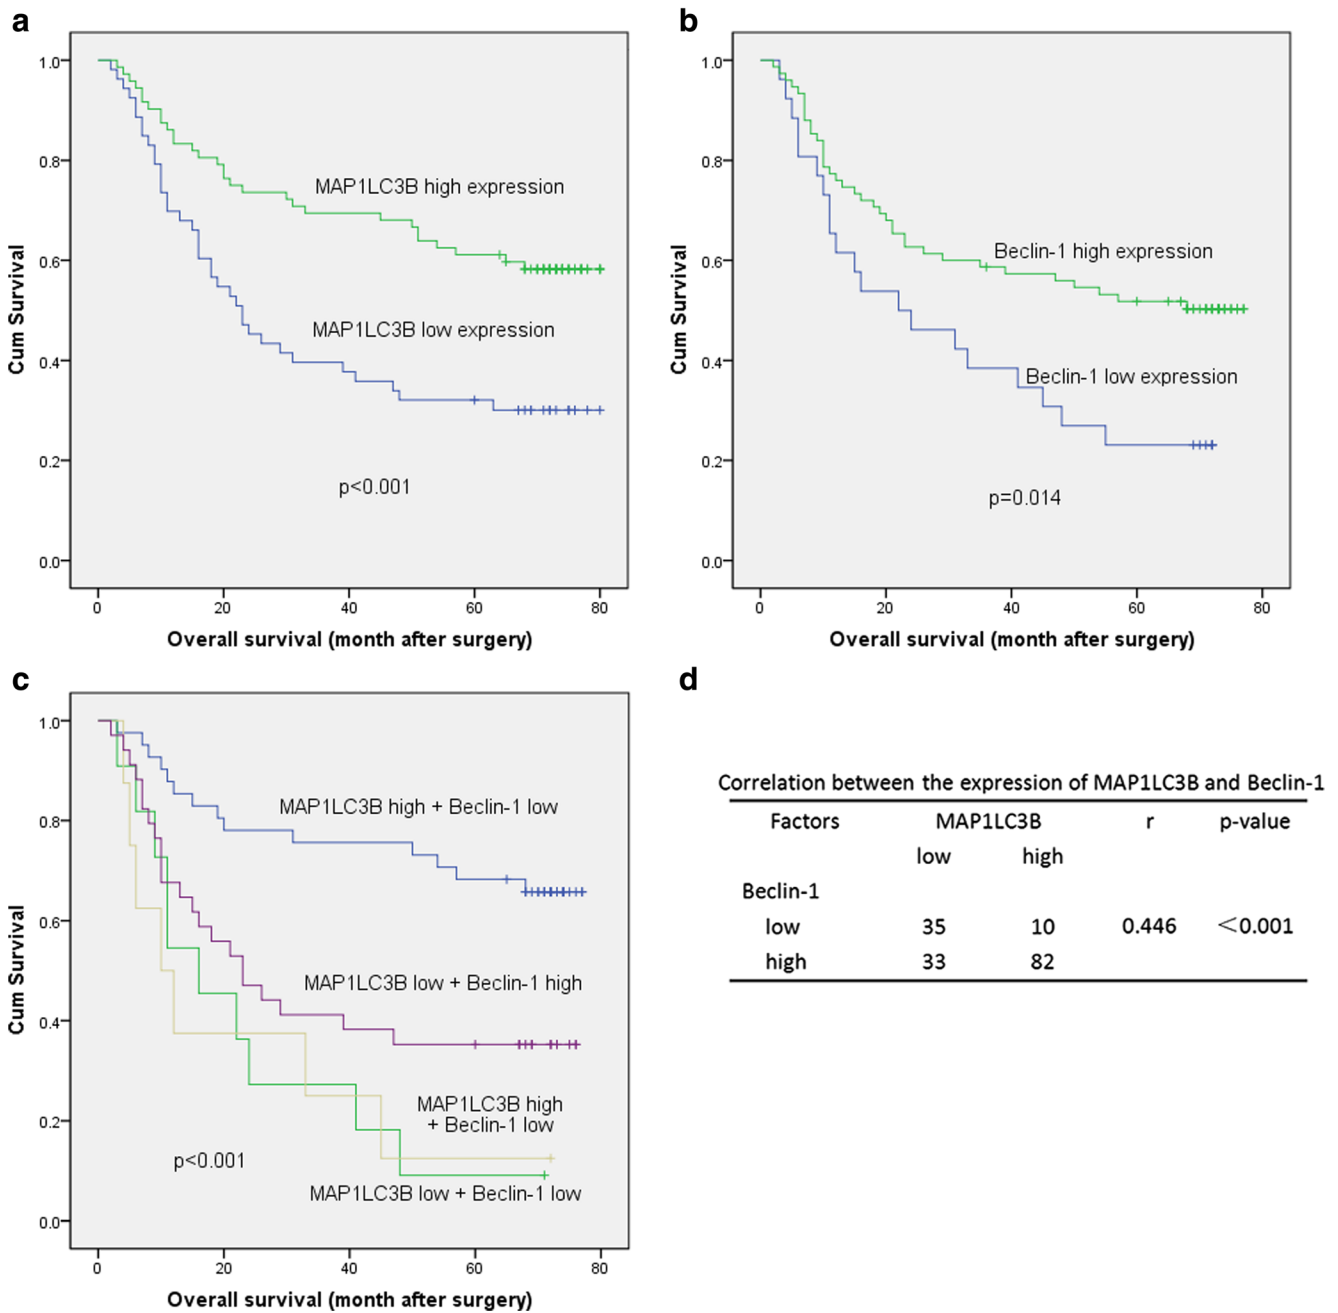 a
1.0
0.8
0.6
0.4
0.2
0.0
Cum Survival
MAP1LC3B high expression
MAP1LC3B low expression
p<0.001
0 20 40 60 80
Overall survival (month after surgery)
b
1.0
0.8
0.6
0.4
0.2
0.0
Cum Survival
Beclin-1 high expression
Beclin-1 low expression
p=0.014
0 20 40 60 80
Overall survival (month after surgery)
c
1.0
0.8
0.6
0.4
0.2
0.0
Cum Survival
MAP1LC3B high + Beclin-1 low
MAP1LC3B low + Beclin-1 high
MAP1LC3B high
+ Beclin-1 low
p<0.001
MAP1LC3B low + Beclin-1 low
0 20 40 60 80
Overall survival (month after surgery)
d
Correlation between the expression of MAP1LC3B and Beclin-1
Factors MAP1LC3B r p-value
low high
Beclin-1
low 35 10 0.446 <0.001
high 33 82